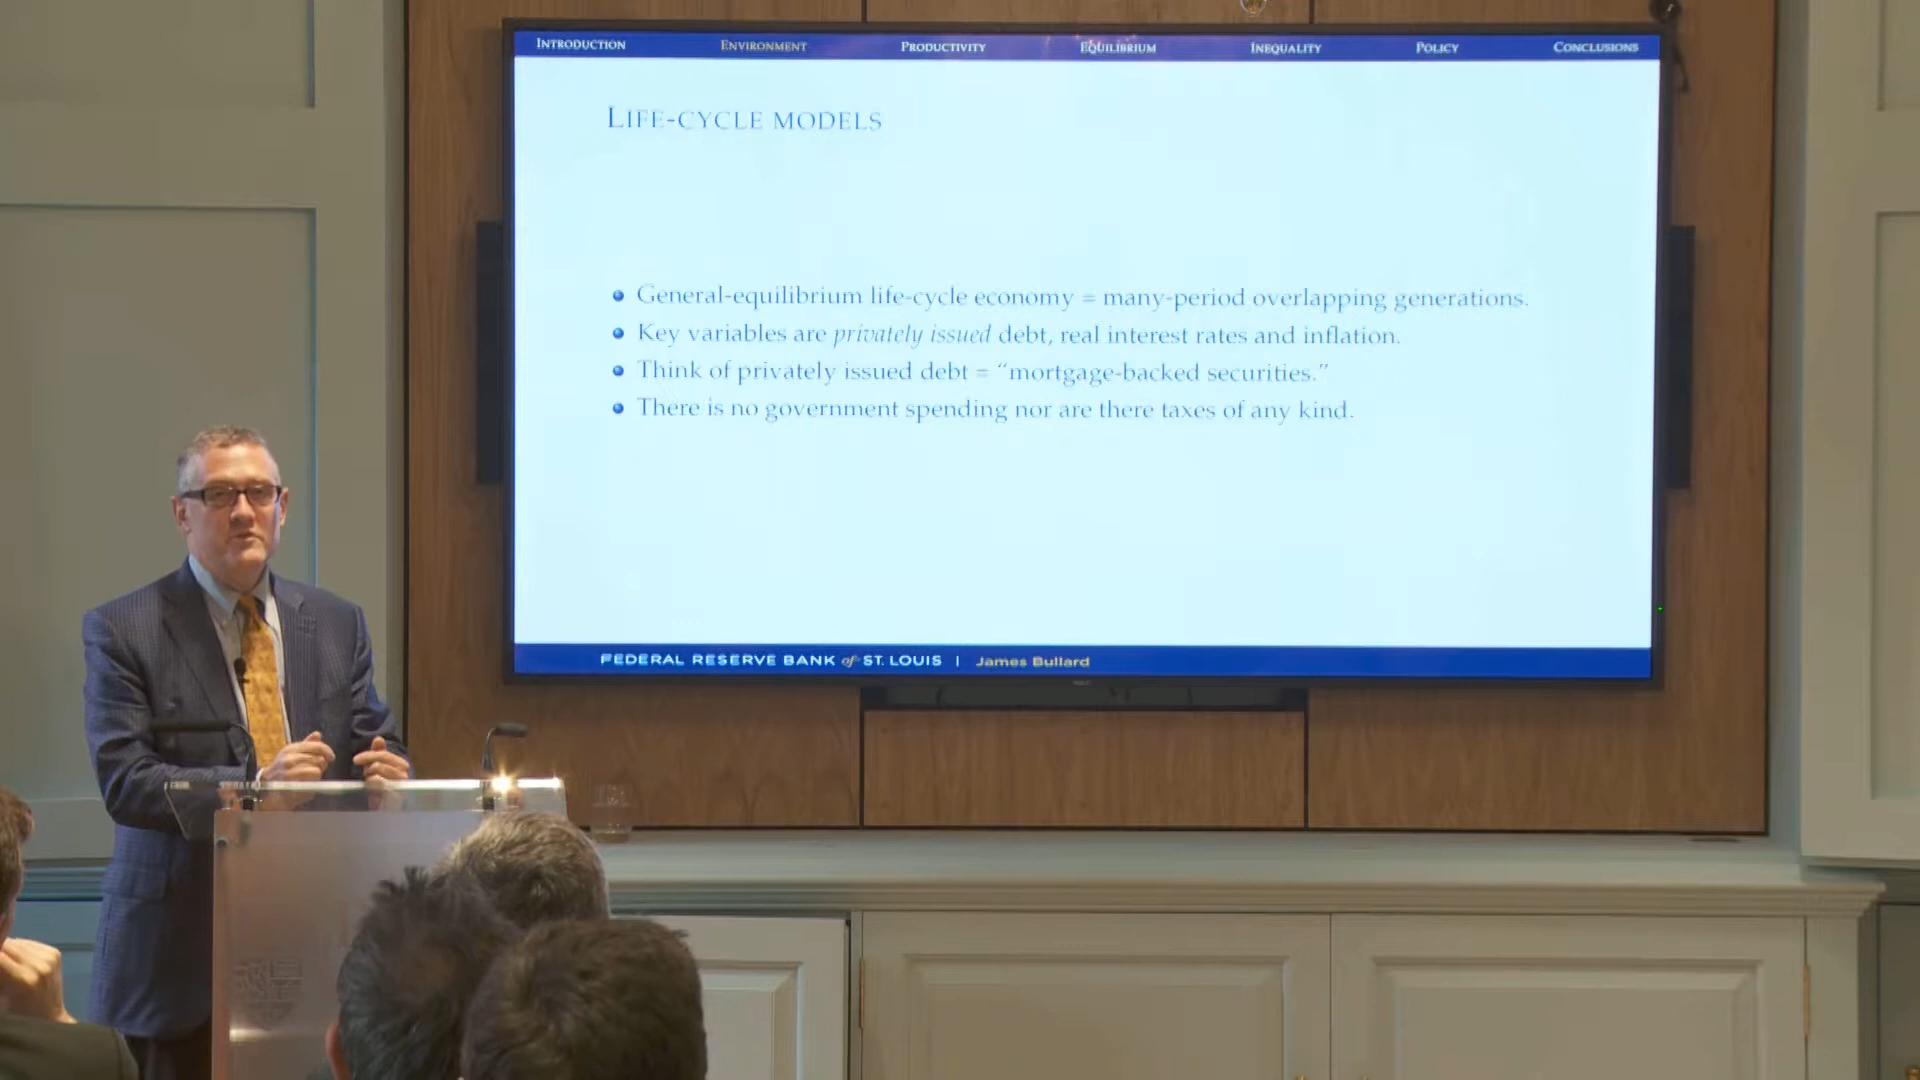 INTRODUCTION ENVIRONMENT PRODUCTIVITY EQUILIBRIUM INEQUALITY POLICY CONCLUSIONS
LIFE-CYCLE MODELS
General-equilibrium life-cycle economy = many-period overlapping generations.
Key variables are privately issued debt, real interest rates and inflation.
Think of privately issued debt = “mortgage-backed securities.”
There is no government spending nor are there taxes of any kind.
FEDERAL RESERVE BANK of ST. LOUIS | James Bullard